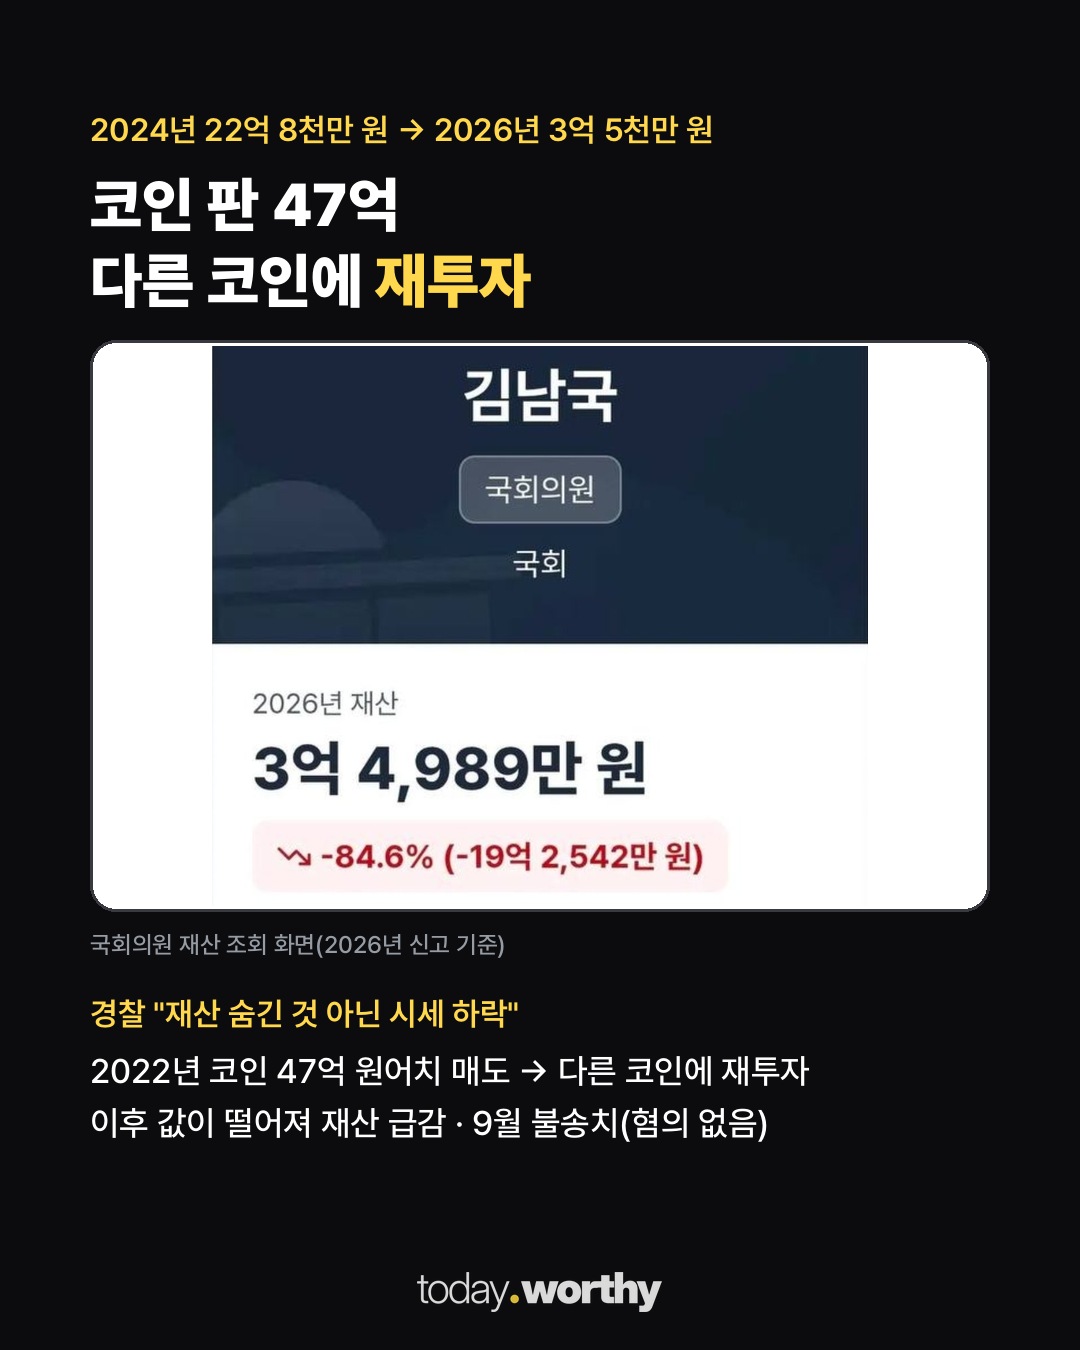 2024년 22억 8천만 원 → 2026년 3억 5천만 원
코인 판 47억
다른 코인에 재투자
김남국
국회의원
국회
2026년 재산
3억 4,989만 원
-84.6% (-19억 2,542만 원)
국회의원 재산 조회 화면(2026년 신고 기준)
경찰 "재산 숨긴 것 아닌 시세 하락"
2022년 코인 47억 원어치 매도 → 다른 코인에 재투자
이후 값이 떨어져 재산 급감 · 9월 불송치(혐의 없음)
today.worthy